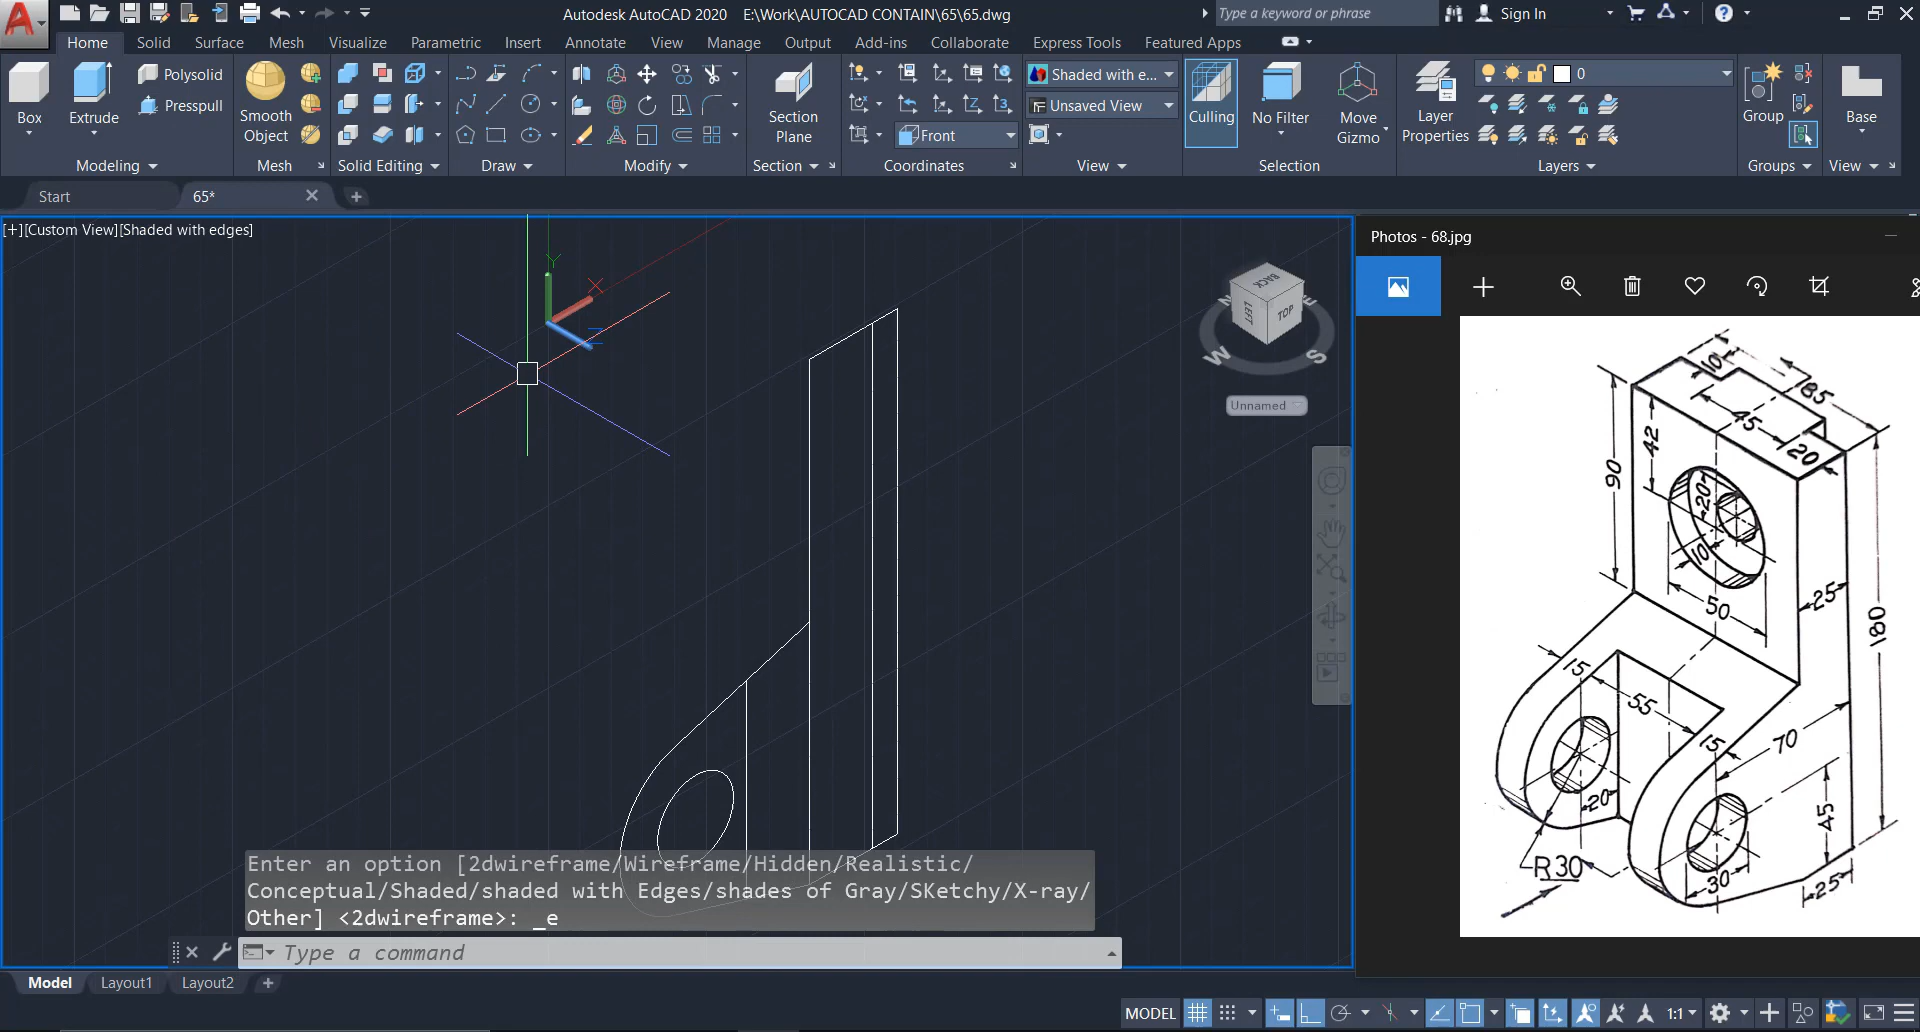 Autodesk AutoCAD 2020 E:\Work\AUTOCAD CONTAIN\65\65.dwg
Type a keyword or phrase
Sign In
Home Solid Surface Mesh Visualize Parametric Insert Annotate View Manage Output Add-ins Collaborate Express Tools Featured Apps
Box
Extrude
Polysolid
Presspull
Smooth
Object
Section
Plane
Front
Shaded with e...
Unsaved View
Culling
No Filter
Move
Gizmo
Layer
Properties
0
Group
Base
Modeling Mesh Solid Editing Draw Modify Section Coordinates View Selection Layers Groups View
Start 65*
[+][Custom View][Shaded with edges]
Y
X
Z
BACK
LEFT
TOP
N
E
W
S
Unnamed
Photos - 68.jpg
10
85
45
42
20
90
20
10
50
25
180
15
55
15
70
20
45
R30
30
25
Enter an option [2dwireframe/Wireframe/Hidden/Realistic/
Conceptual/Shaded/shaded with Edges/shades of Gray/SKetchy/X-ray/
Other] <2dwireframe>: _e
Type a command
Model Layout1 Layout2
MODEL
1:1